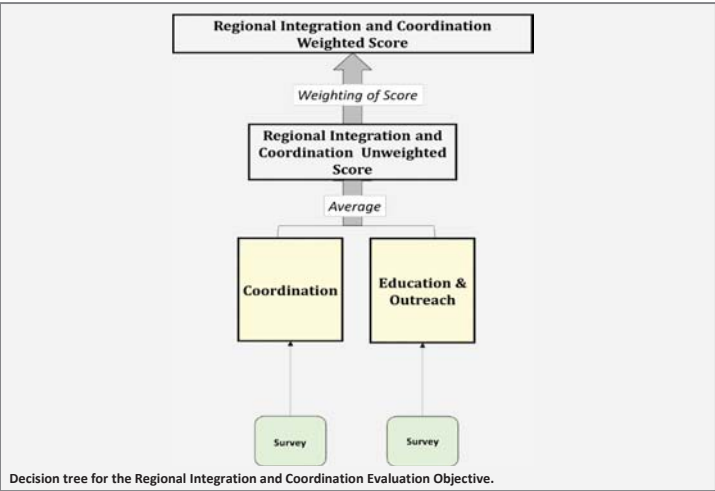 Regional Integration and Coordination
Weighted Score
Weighting of Score
Regional Integration and
Coordination Unweighted
Score
Average
Coordination
Education &
Outreach
Survey
Survey
Decision tree for the Regional Integration and Coordination Evaluation Objective.